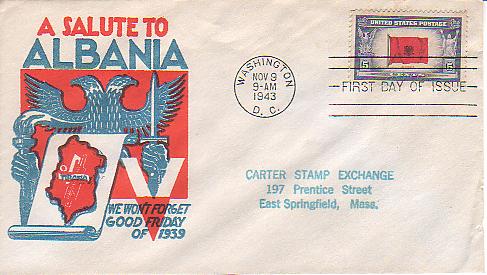 A SALUTE TO
ALBANIA
TIRANA
WE WON'T FORGET
GOOD FRIDAY
OF 1939
WASHINGTON
NOV 9
9-AM
1943
D. C.
UNITED STATES POSTAGE
5¢ 5¢
FIRST DAY OF ISSUE
CARTER STAMP EXCHANGE
197 Prentice Street
East Springfield, Mass.